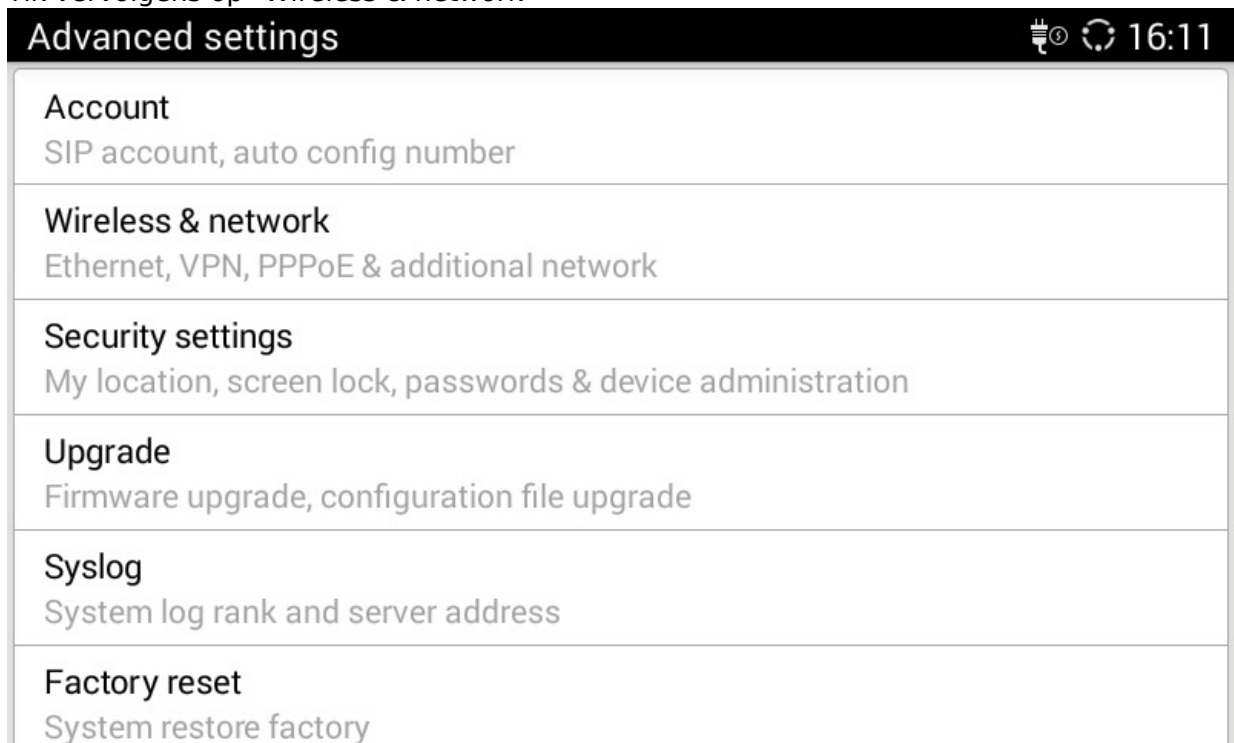 Advanced settings 16:11
Account
SIP account, auto config number
Wireless & network
Ethernet, VPN, PPPoE & additional network
Security settings
My location, screen lock, passwords & device administration
Upgrade
Firmware upgrade, configuration file upgrade
Syslog
System log rank and server address
Factory reset
System restore factory